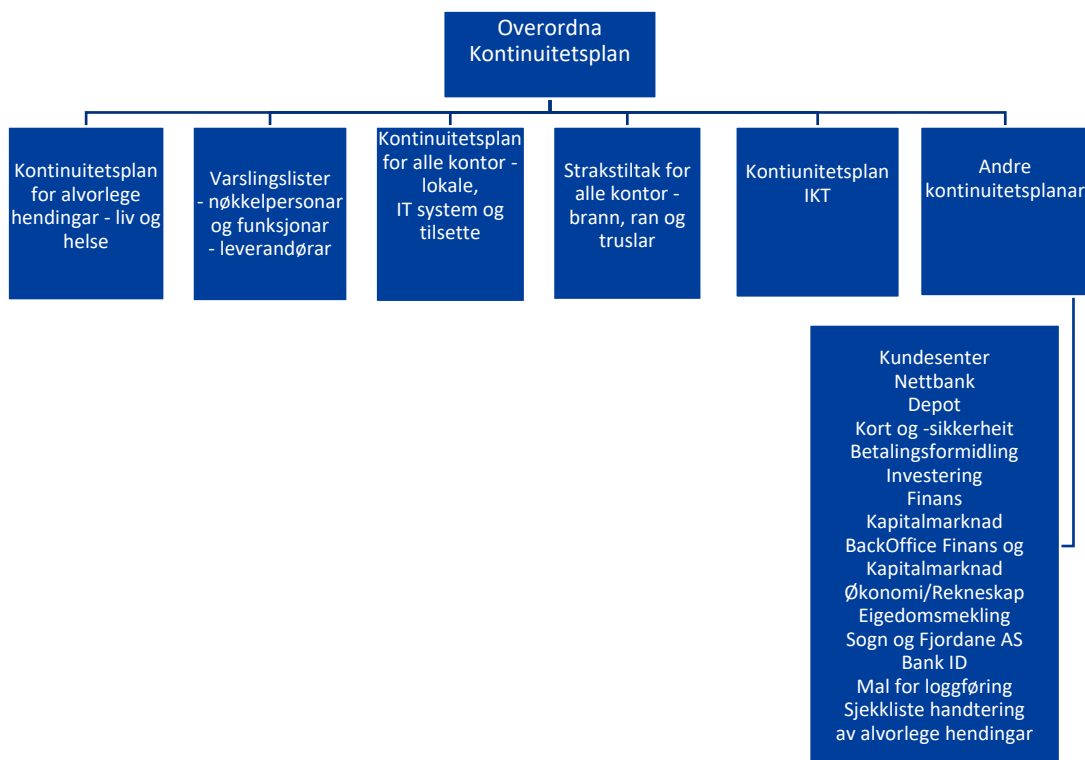 Overordna
Kontinuitetsplan
Kontinuitetsplan
for alvorlege
hendingar - liv og
helse
Varslingslister
- nøkkelpersonar
og funksjonar
- leverandørar
Kontinuitetsplan
for alle kontor -
lokale,
IT system og
tilsette
Strakstiltak for
alle kontor -
brann, ran og
truslar
Kontiunitetsplan
IKT
Andre
kontinuitetsplanar
Kundesenter
Nettbank
Depot
Kort og -sikkerheit
Betalingsformidling
Investering
Finans
Kapitalmarknad
BackOffice Finans og
Kapitalmarknad
Økonomi/Rekneskap
Eigedomsmekling
Sogn og Fjordane AS
Bank ID
Mal for loggføring
Sjekkliste handtering
av alvorlege hendingar